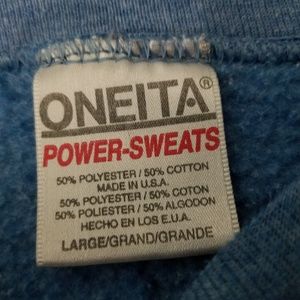 ONEITA®
POWER-SWEATS
50% POLYESTER / 50% COTTON
MADE IN U.S.A.
50% POLYESTER / 50% COTON
50% POLIESTER / 50% ALGODON
HECHO EN LOS E.U.A.
LARGE/GRAND/GRANDE